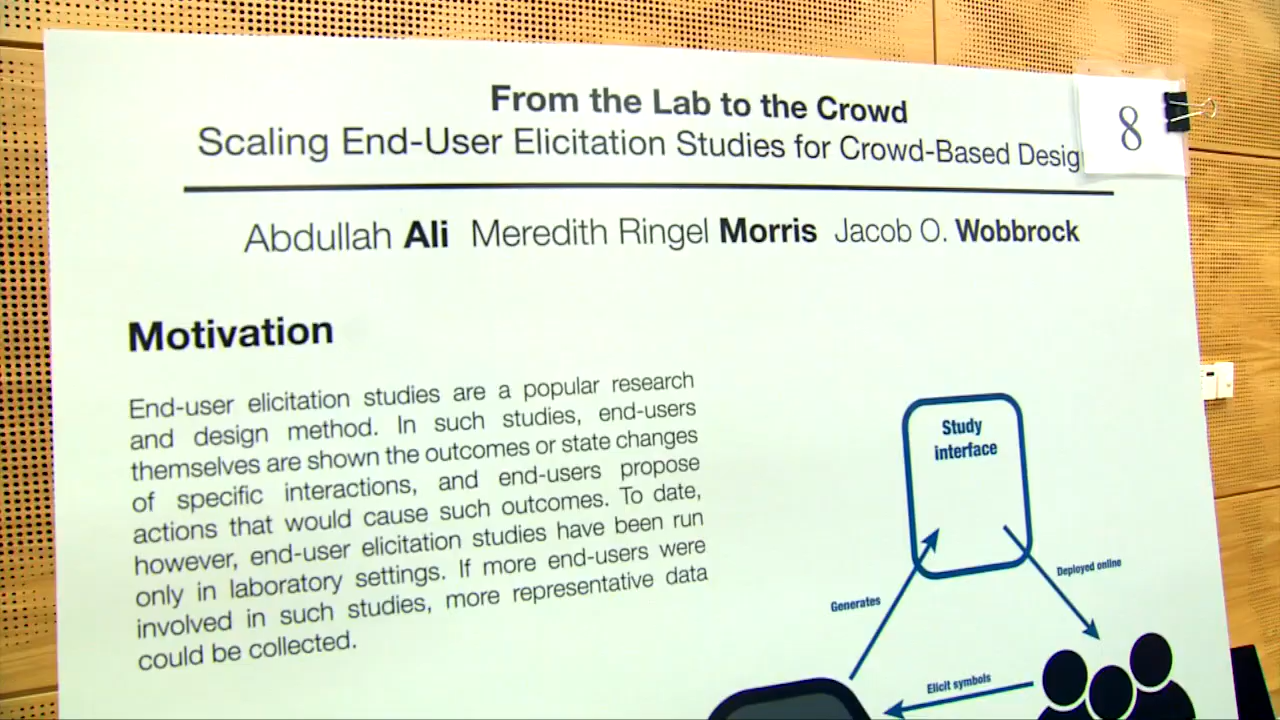 From the Lab to the Crowd
Scaling End-User Elicitation Studies for Crowd-Based Desig
8
Abdullah Ali Meredith Ringel Morris Jacob O. Wobbrock
Motivation
End-user elicitation studies are a popular research
and design method. In such studies, end-users
themselves are shown the outcomes or state changes
of specific interactions, and end-users propose
actions that would cause such outcomes. To date,
however, end-user elicitation studies have been run
only in laboratory settings. If more end-users were
involved in such studies, more representative data
could be collected.
Study
interface
Generates
Deployed online
Elicit symbols